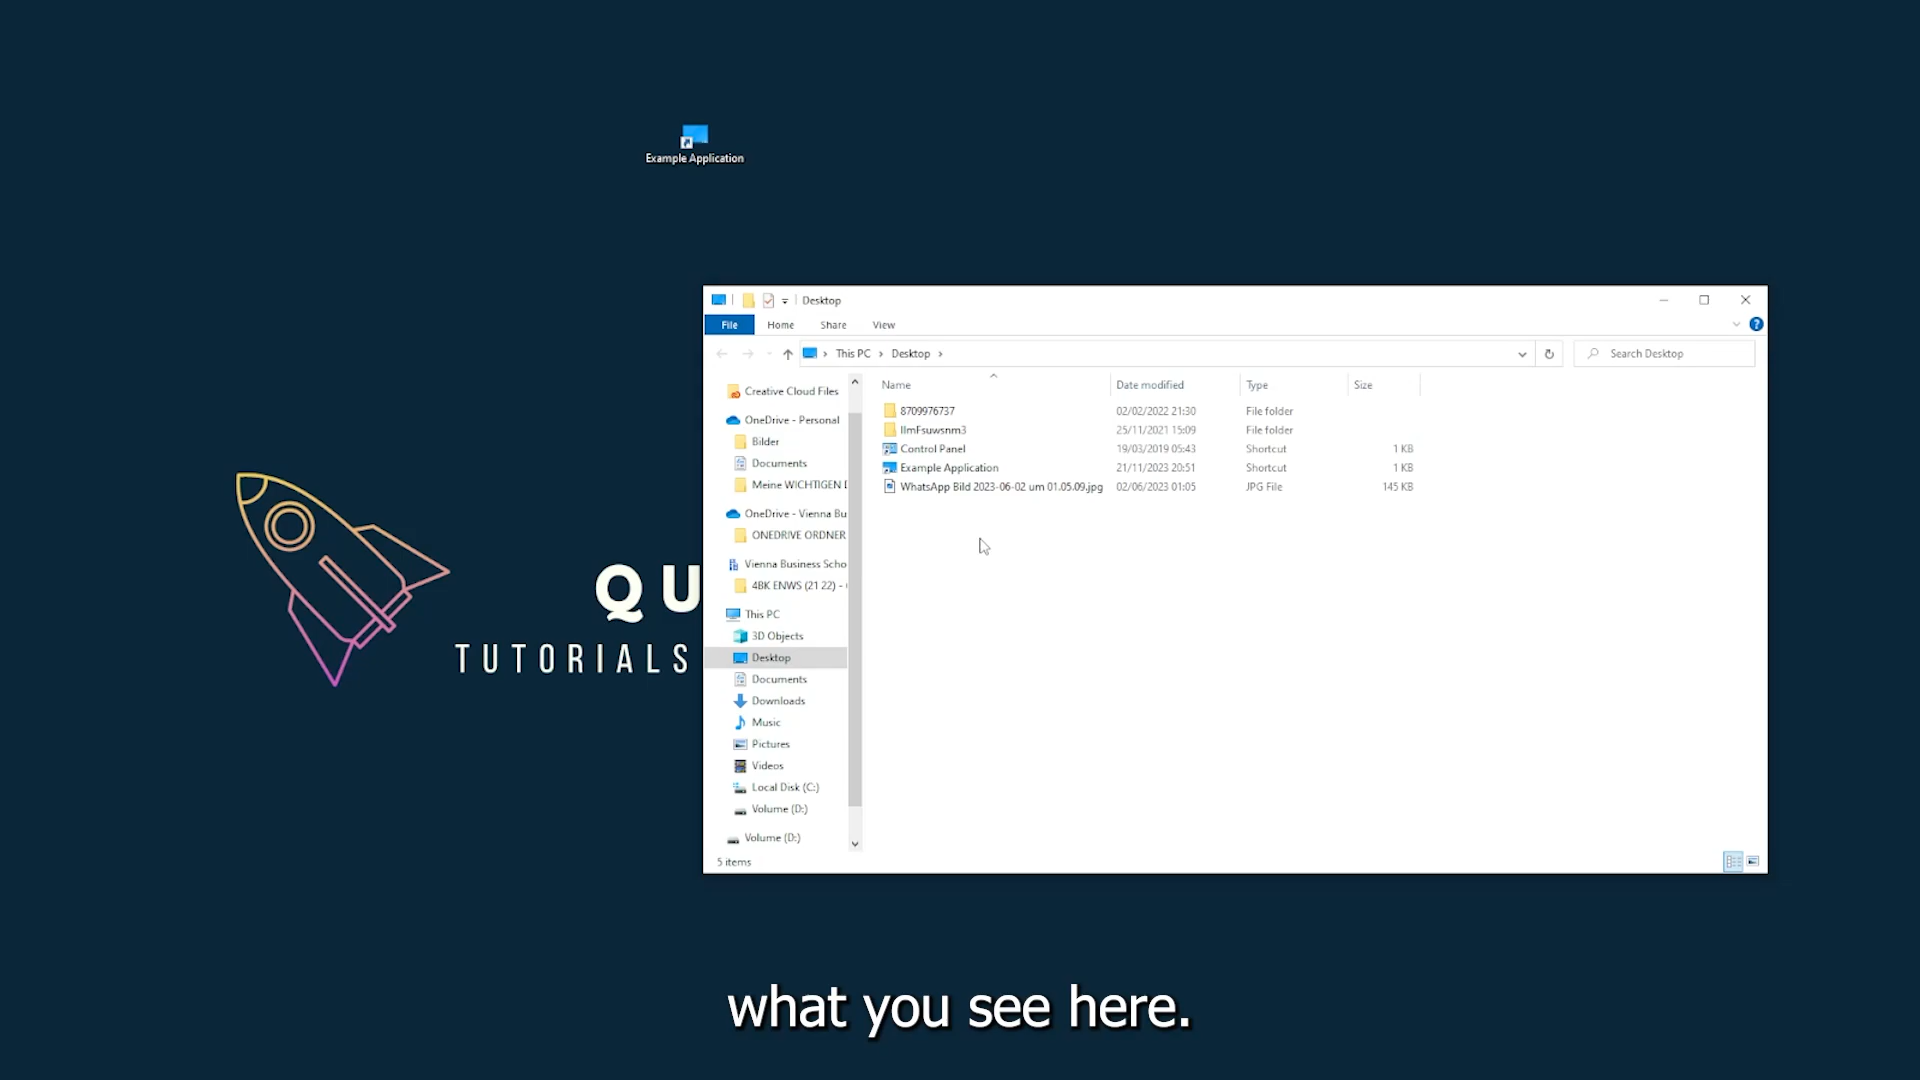 Example Application
Desktop
File Home Share View
This PC Desktop
Search Desktop
Name Date modified Type Size
8709976737 02/02/2022 21:30 File folder
IImFsuwsnm3 25/11/2021 15:09 File folder
Control Panel 19/03/2019 05:43 Shortcut 1 KB
Example Application 21/11/2023 20:51 Shortcut 1 KB
WhatsApp Bild 2023-06-02 um 01.05.09.jpg 02/06/2023 01:05 JPG File 145 KB
Creative Cloud Files
OneDrive - Personal
Bilder
Documents
Meine WICHTIGEN D
OneDrive - Vienna Bu
ONEDRIVE ORDNER
Vienna Business Scho
4BK ENWS (21 22) -
This PC
3D Objects
Desktop
Documents
Downloads
Music
Pictures
Videos
Local Disk (C:)
Volume (D:)
Volume (D:)
5 items
QU
TUTORIALS
what you see here.